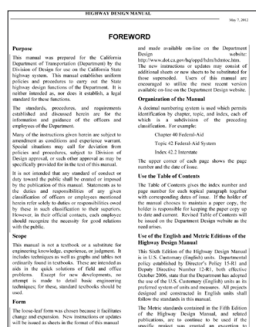 HIGHWAY DESIGN MANUAL
May 7, 2012
FOREWORD
Purpose
This manual was prepared for the California
Department of Transportation (Department) by the
Division of Design for use on the California State
highway system. This manual establishes uniform
policies and procedures to carry out the State
highway design functions of the Department. It is
neither intended as, nor does it establish, a legal
standard for these functions.
The standards, procedures, and requirements
established and discussed herein are for the
information and guidance of the officers and
employees of the Department.
Many of the instructions given herein are subject to
amendment as conditions and experience warrant.
Special situations may call for deviation from
policies and procedures, subject to Division of
Design approval, or such other approval as may be
specifically provided for in the text of this manual.
It is not intended that any standard of conduct or
duty toward the public shall be created or imposed
by the publication of this manual. Statements as to
the duties and responsibilities of any given
classification of officers or employees mentioned
herein refer solely to duties or responsibilities owed
by these in such classification to their superiors.
However, in their official contacts, each employee
should recognize the necessity for good relations
with the public.
Scope
This manual is not a textbook or a substitute for
engineering knowledge, experience, or judgment. It
includes techniques as well as graphs and tables not
ordinarily found in textbooks. These are intended as
aids in the quick solutions of field and office
problems. Except for new developments, no
attempt is made to detail basic engineering
techniques; for these, standard textbooks should be
used.
Form
The loose-leaf form was chosen because it facilitates
change and expansion. New instructions or updates
will be issued as sheets in the format of this manual
and made available on-line on the Department
Design website:
The new instructions or updates may consist of
additional sheets or new sheets to be substituted for
those superseded. Users of this manual are
encouraged to utilize the most recent version
available on-line on the Department Design website.
Organization of the Manual
A decimal numbering system is used which permits
identification by chapter, topic, and index, each of
which is a subdivision of the preceding
classification. For example:
Chapter 40 Federal-Aid
Topic 42 Federal-Aid System
Index 42.2 Interstate
The upper corner of each page shows the page
number and the date of issue.
Use the Table of Contents
The Table of Contents gives the index number and
page number for each topical paragraph together
with corresponding dates of issue. If the holder of
the manual chooses to maintain a paper copy, the
holder is responsible for keeping the paper copy up
to date and current. Revised Table of Contents will
be issued on the Department Design website as the
need arises.
Use of the English and Metric Editions of the
Highway Design Manual
This Sixth Edition of the Highway Design Manual
is in U.S. Customary (English) units. Departmental
policy established by Director's Policy 15-01 and
Deputy Directive Number 12-R1, both effective
October 2006, state that the Department has adopted
the use of the U.S. Customary (English) units as its
preferred system of units and measures. All projects
designed and constructed in English units shall
follow the standards in this manual.
The Metric standards contained in the Fifth Edition
of the Highway Design Manual, and related
publications, are to continue to be used if the
specific project was granted an exception to